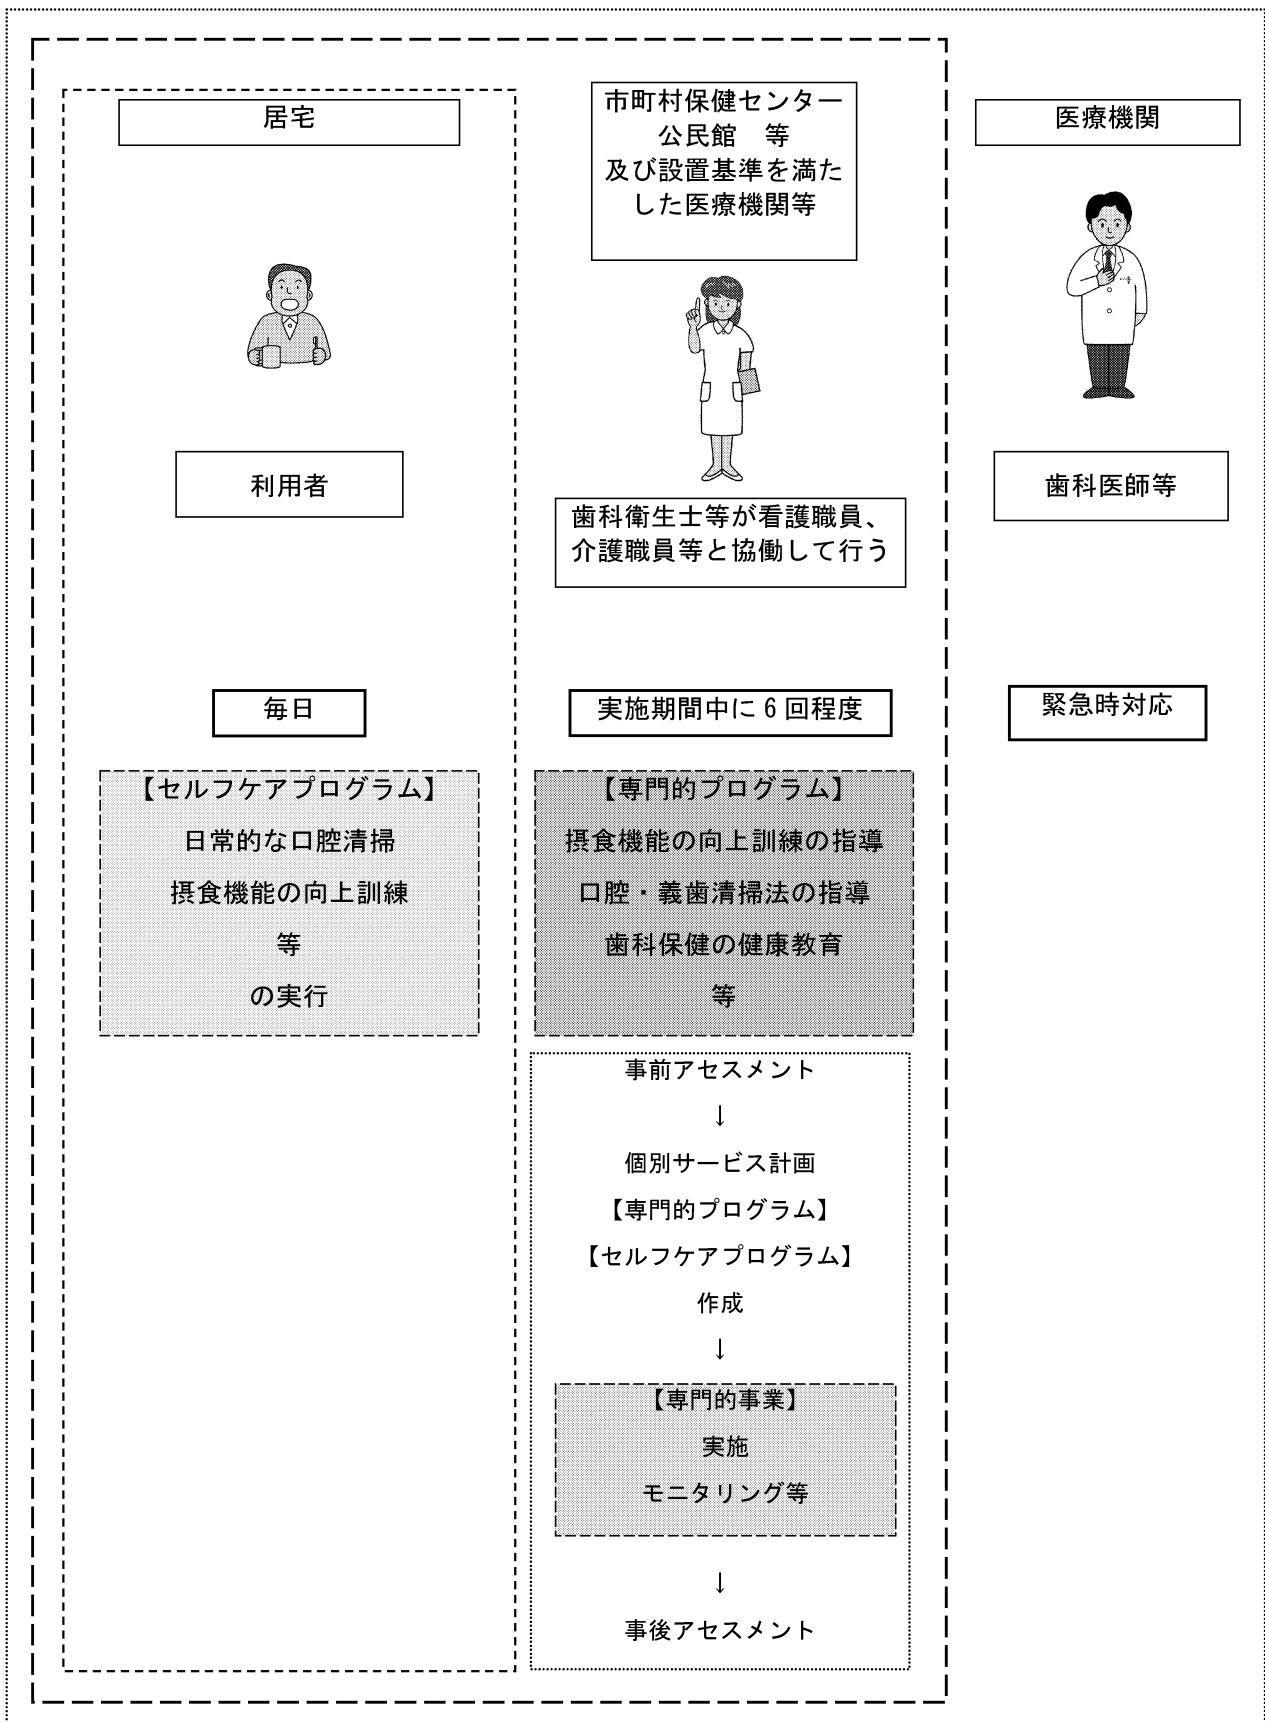 居宅
利用者
毎日
【セルフケアプログラム】
日常的な口腔清掃
摂食機能の向上訓練
等
の実行
市町村保健センター
公民館　等
及び設置基準を満た
した医療機関等
歯科衛生士等が看護職員、
介護職員等と協働して行う
実施期間中に6回程度
【専門的プログラム】
摂食機能の向上訓練の指導
口腔・義歯清掃法の指導
歯科保健の健康教育
等
事前アセスメント
↓
個別サービス計画
【専門的プログラム】
【セルフケアプログラム】
作成
↓
【専門的事業】
実施
モニタリング等
↓
事後アセスメント
医療機関
歯科医師等
緊急時対応